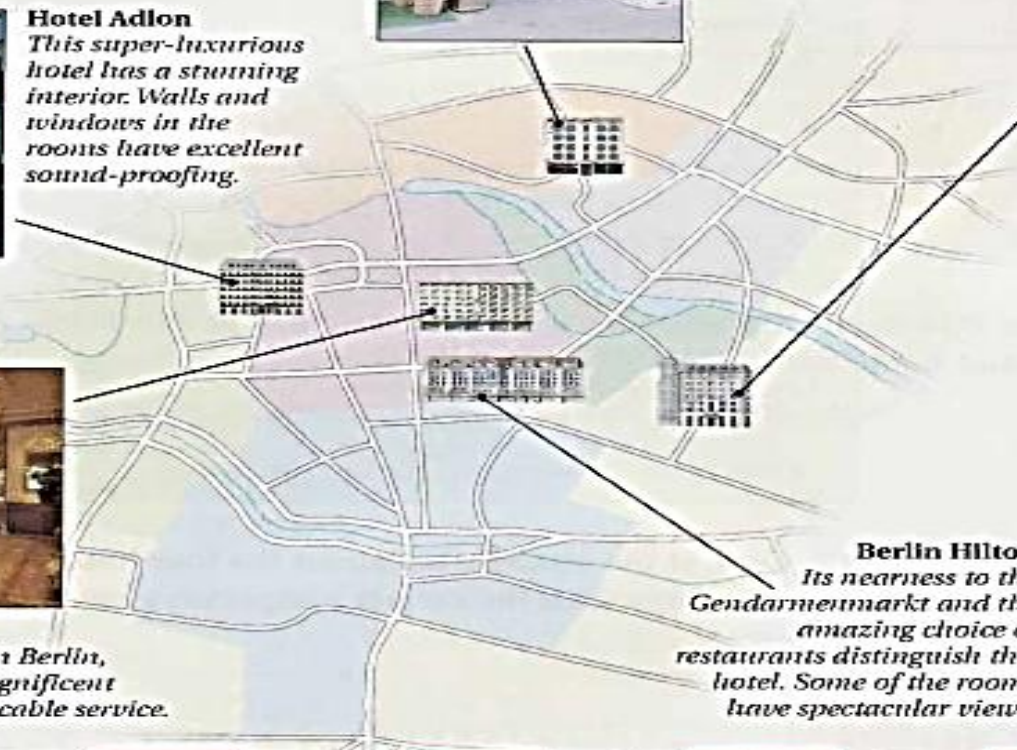 Hotel Adlon
This super-luxurious
hotel has a stunning
interior. Walls and
windows in the
rooms have excellent
sound-proofing.
Berlin Hilto
Its nearness to th
Gendarmenmarkt and th
amazing choice o
restaurants distinguish th
hotel. Some of the room
have spectacular view
n Berlin,
gnificent
cable service.